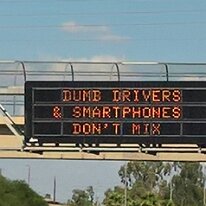 DUMB DRIVERS
& SMARTPHONES
DON'T MIX